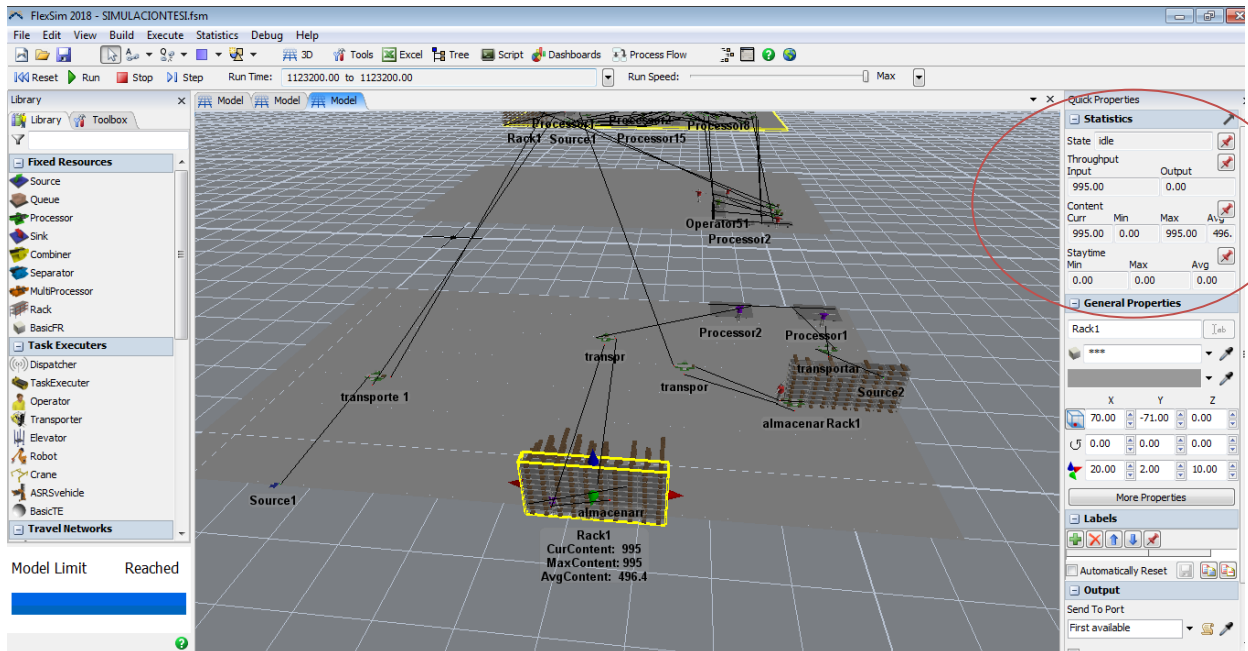 FlexSim 2018 - SIMULACIONTESI.fsm
File Edit View Build Execute Statistics Debug Help
3D Tools Excel Tree Script Dashboards Process Flow
Reset Run Stop Step Run Time: 1123200.00 to 1123200.00 Run Speed: Max
Library
Model Model Model
Quick Properties
Library Toolbox
Fixed Resources
Source
Queue
Processor
Sink
Combiner
Separator
MultiProcessor
Rack
BasicFR
Task Executers
Dispatcher
TaskExecuter
Operator
Transporter
Elevator
Robot
Crane
ASRSvehicle
BasicTE
Travel Networks
Model Limit Reached
Processor1 Processor2 Processor8
Rack1 Source1 Processor15
Operator51
Processor2
Processor2 Processor1
transpr
transportar
transpor
Source2
transporte 1
almacenar Rack1
Source1
almacenarr
Rack1
CurContent: 995
MaxContent: 995
AvgContent: 496.4
Statistics
State idle
Throughput
Input Output
995.00 0.00
Content
Curr Min Max Avg
995.00 0.00 995.00 496.
Staytime
Min Max Avg
0.00 0.00 0.00
General Properties
Rack1
***
X Y Z
70.00 -71.00 0.00
0.00 0.00 0.00
20.00 2.00 10.00
More Properties
Labels
Automatically Reset
Output
Send To Port
First available